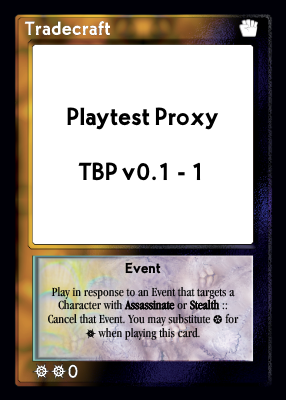 Tradecraft
Playtest Proxy
TBP v0.1 - 1
Event
Play in response to an Event that targets a
Character with Assassinate or Stealth ::
Cancel that Event. You may substitute for
when playing this card.
0